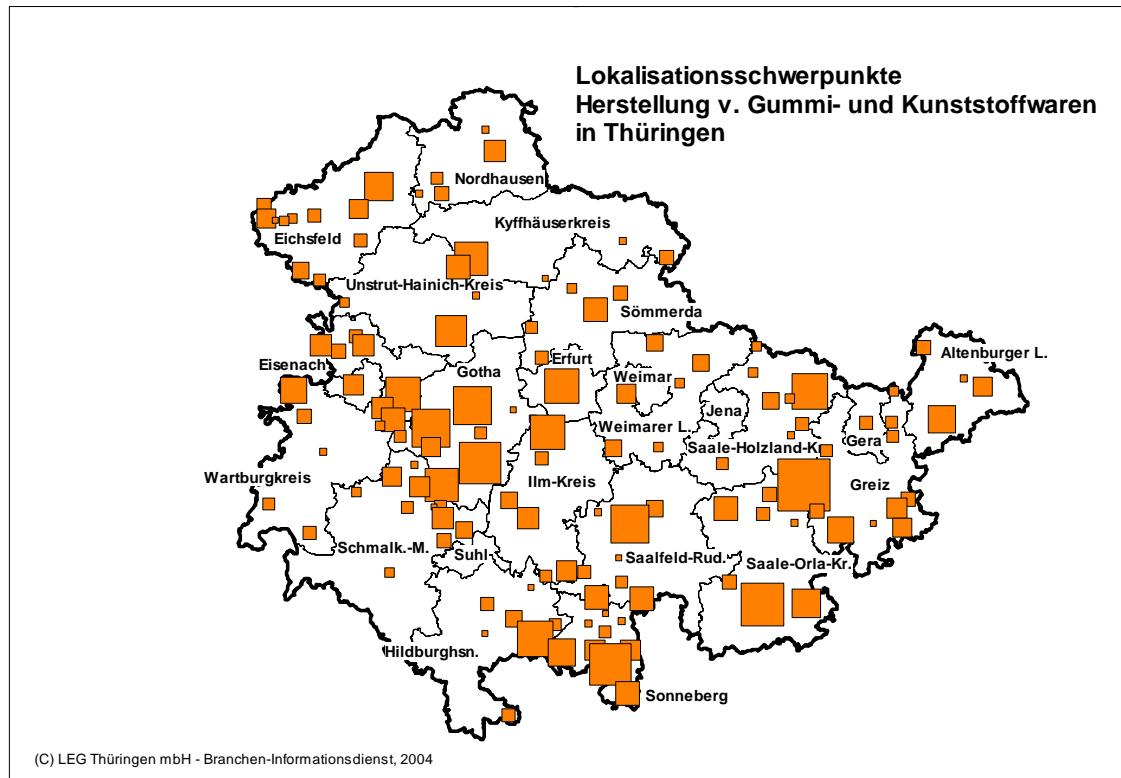 Lokalisationsschwerpunkte
Herstellung v. Gummi- und Kunststoffwaren
in Thüringen
Nordhausen
Kyffhäuserkreis
Eichsfeld
Unstrut-Hainich-Kreis
Sömmerda
Eisenach
Erfurt
Altenburger L.
Gotha
Weimar
Jena
Weimarer L.
Saale-Holzland-K.
Gera
Wartburgkreis
Ilm-Kreis
Greiz
Schmalk.-M.
Suhl
Saalfeld-Rud.
Saale-Orla-Kr.
Hildburghsn.
Sonneberg
(C) LEG Thüringen mbH - Branchen-Informationsdienst, 2004